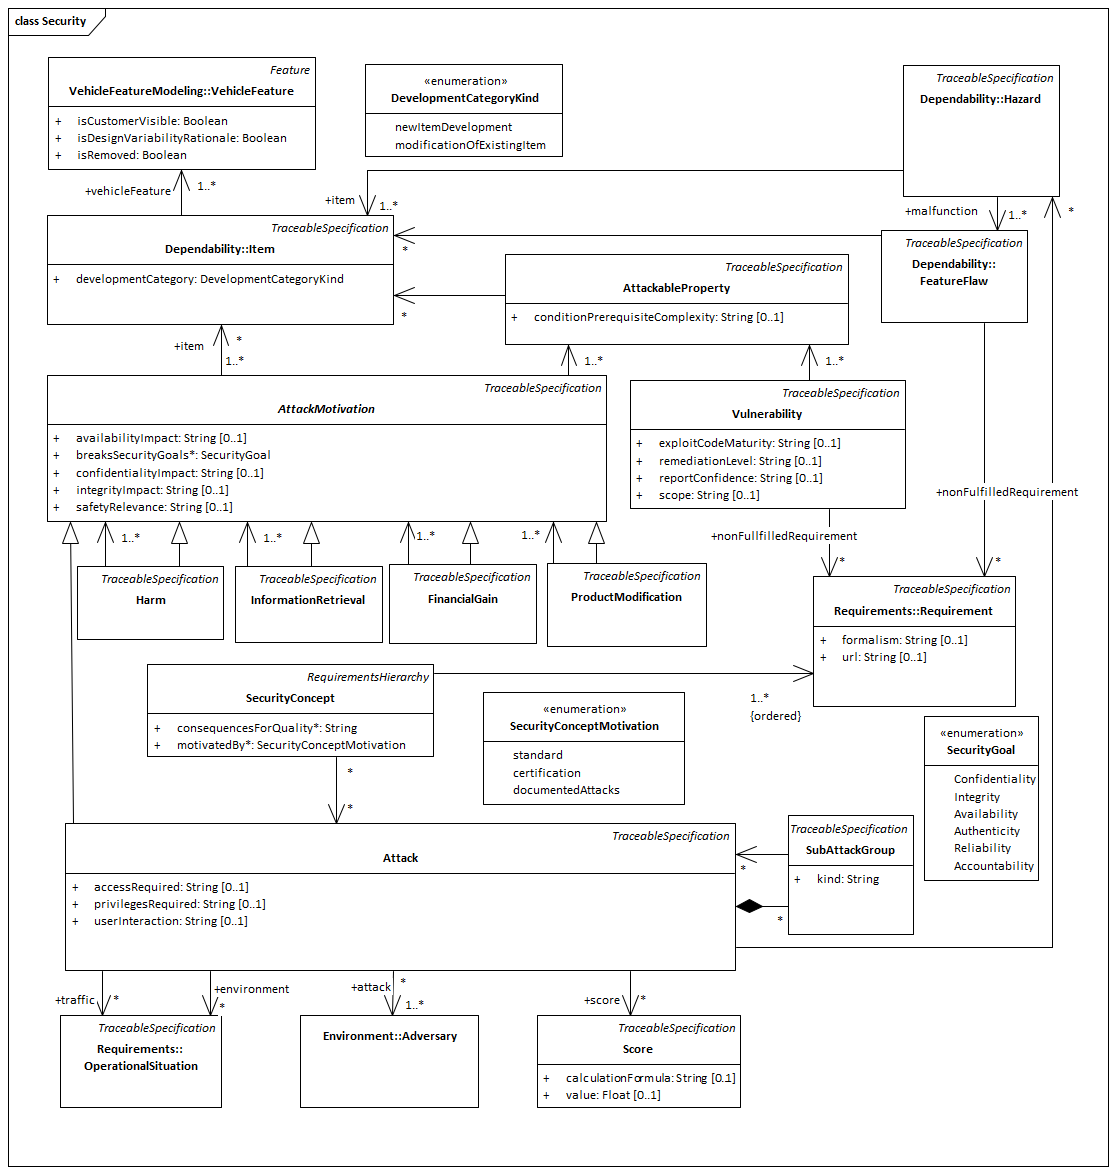 class Security
Feature
VehicleFeatureModeling::VehicleFeature
+ isCustomerVisible: Boolean
+ isDesignVariabilityRationale: Boolean
+ isRemoved: Boolean
«enumeration»
DevelopmentCategoryKind
newItemDevelopment
modificationOfExistingItem
TraceableSpecification
Dependability::Hazard
+vehicleFeature
1..*
+item
1..*
+malfunction
1..*
*
TraceableSpecification
Dependability::Item
+ developmentCategory: DevelopmentCategoryKind
*
*
TraceableSpecification
Dependability::
FeatureFlaw
TraceableSpecification
AttackableProperty
+ conditionPrerequisiteComplexity: String [0..1]
+item
*
1..*
1..*
1..*
TraceableSpecification
AttackMotivation
+ availabilityImpact: String [0..1]
+ breaksSecurityGoals*: SecurityGoal
+ confidentialityImpact: String [0..1]
+ integrityImpact: String [0..1]
+ safetyRelevance: String [0..1]
TraceableSpecification
Vulnerability
+ exploitCodeMaturity: String [0..1]
+ remediationLevel: String [0..1]
+ reportConfidence: String [0..1]
+ scope: String [0..1]
+nonFulfilledRequirement
*
+nonFullfilledRequirement
*
1..*
1..*
1..*
1..*
TraceableSpecification
Harm
TraceableSpecification
InformationRetrieval
TraceableSpecification
FinancialGain
TraceableSpecification
ProductModification
TraceableSpecification
Requirements::Requirement
+ formalism: String [0..1]
+ url: String [0..1]
RequirementsHierarchy
SecurityConcept
+ consequencesForQuality*: String
+ motivatedBy*: SecurityConceptMotivation
1..*
{ordered}
«enumeration»
SecurityConceptMotivation
standard
certification
documentedAttacks
«enumeration»
SecurityGoal
Confidentiality
Integrity
Availability
Authenticity
Reliability
Accountability
*
*
TraceableSpecification
Attack
+ accessRequired: String [0..1]
+ privilegesRequired: String [0..1]
+ userInteraction: String [0..1]
TraceableSpecification
SubAttackGroup
+ kind: String
*
*
+traffic
*
+environment
*
+attack
*
1..*
+score
*
TraceableSpecification
Requirements::
OperationalSituation
Environment::Adversary
TraceableSpecification
Score
+ calculationFormula: String [0.1]
+ value: Float [0..1]